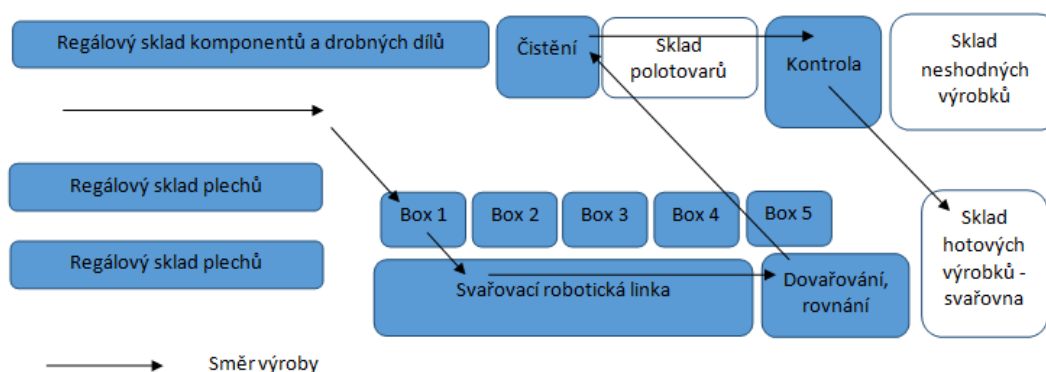 Regálový sklad komponentů a drobných dílů
Čistění
Sklad
polotovarů
Kontrola
Sklad
neshodných
výrobků
Regálový sklad plechů
Box 1
Box 2
Box 3
Box 4
Box 5
Sklad
hotových
výrobků -
svařovna
Regálový sklad plechů
Svařovací robotická linka
Dovařování,
rovnání
Směr výroby